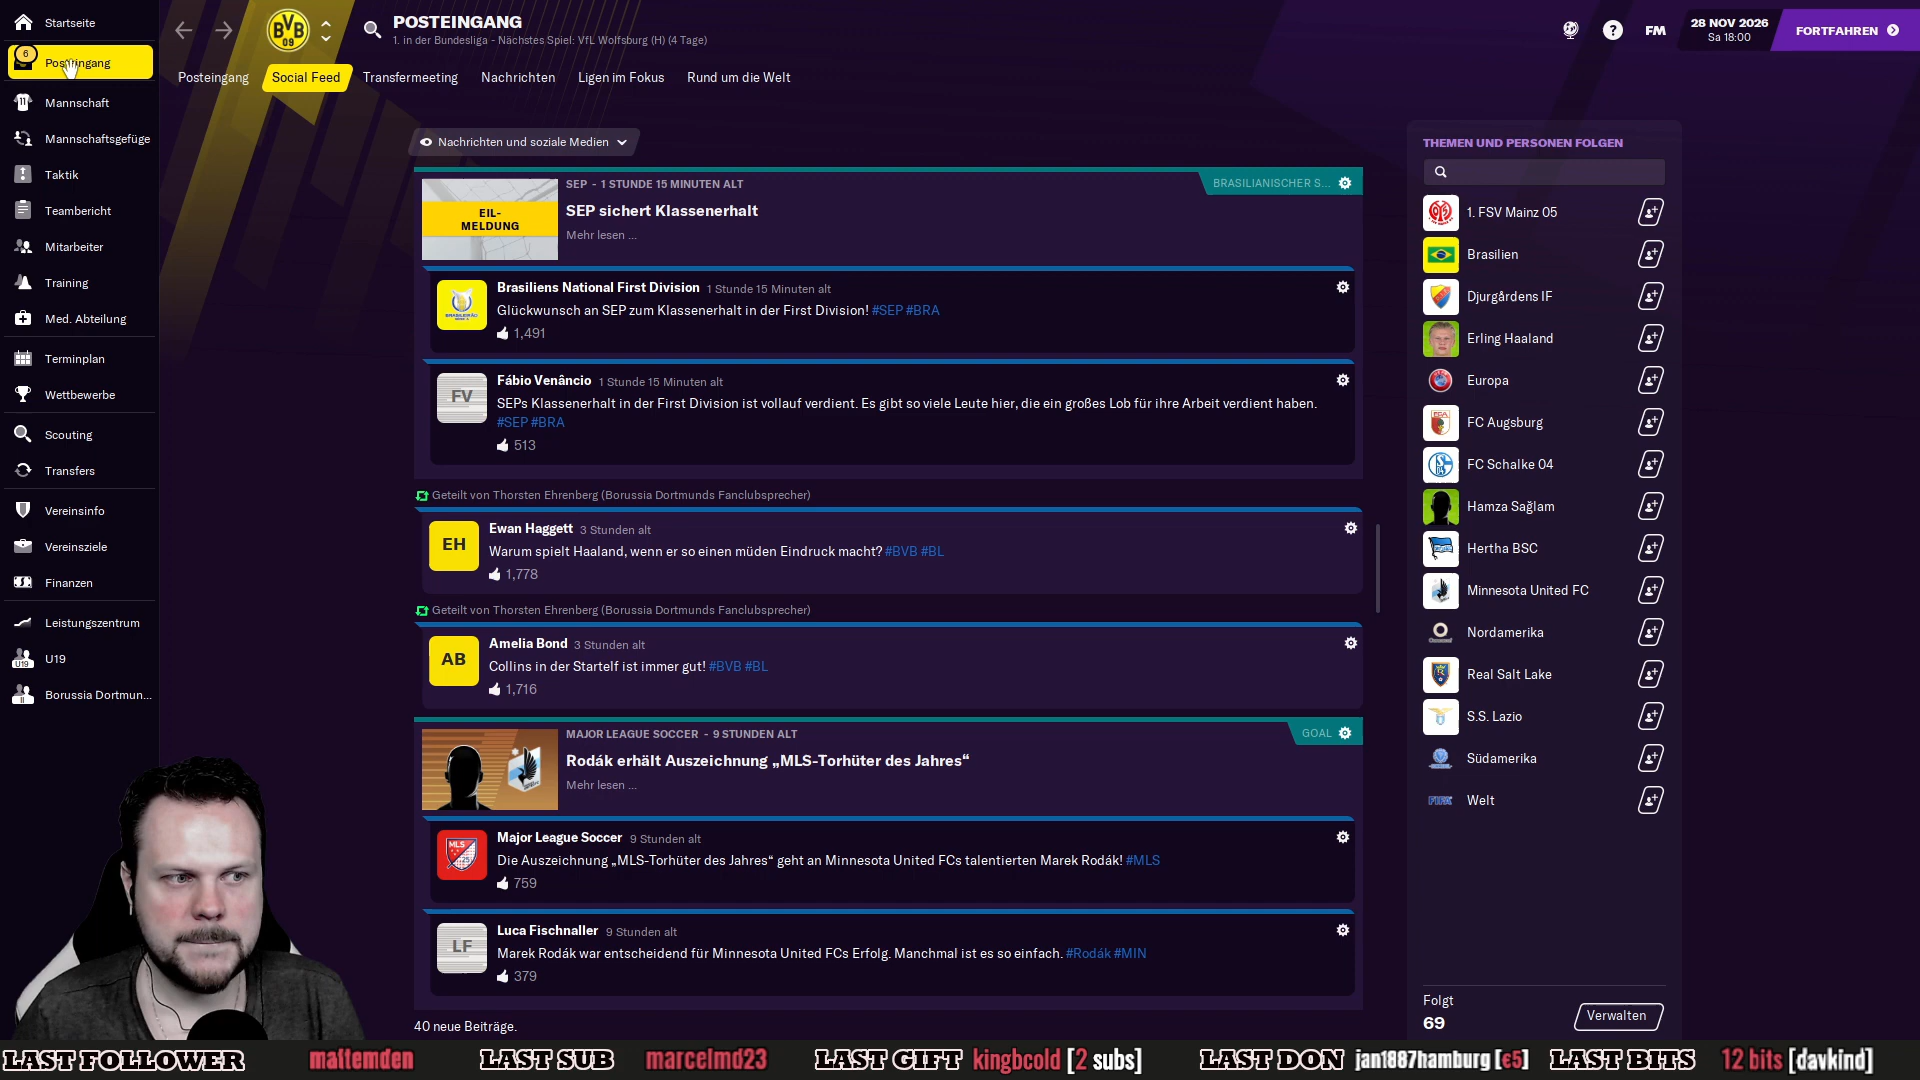 Startseite
6
Posteingang
Mannschaft
Mannschaftsgefüge
Taktik
Teambericht
Mitarbeiter
Training
Med. Abteilung
Terminplan
Wettbewerbe
Scouting
Transfers
Vereinsinfo
Vereinsziele
Finanzen
Leistungszentrum
U19
U19
Borussia Dortmun...
BVB
09
POSTEINGANG
1. in der Bundesliga - Nächstes Spiel: VfL Wolfsburg (H) (4 Tage)
FM
28 NOV 2026
Sa 18:00
FORTFAHREN
Posteingang
Social Feed
Transfermeeting
Nachrichten
Ligen im Fokus
Rund um die Welt
Nachrichten und soziale Medien
EIL-
MELDUNG
SEP - 1 STUNDE 15 MINUTEN ALT
BRASILIANISCHER S...
SEP sichert Klassenerhalt
Mehr lesen ...
Brasiliens National First Division 1 Stunde 15 Minuten alt
Glückwunsch an SEP zum Klassenerhalt in der First Division! #SEP #BRA
1,491
FV
Fábio Venâncio 1 Stunde 15 Minuten alt
SEPs Klassenerhalt in der First Division ist vollauf verdient. Es gibt so viele Leute hier, die ein großes Lob für ihre Arbeit verdient haben.
#SEP #BRA
513
Geteilt von Thorsten Ehrenberg (Borussia Dortmunds Fanclubsprecher)
EH
Ewan Haggett 3 Stunden alt
Warum spielt Haaland, wenn er so einen müden Eindruck macht? #BVB #BL
1,778
Geteilt von Thorsten Ehrenberg (Borussia Dortmunds Fanclubsprecher)
AB
Amelia Bond 3 Stunden alt
Collins in der Startelf ist immer gut! #BVB #BL
1,716
MAJOR LEAGUE SOCCER - 9 STUNDEN ALT
GOAL
Rodák erhält Auszeichnung „MLS-Torhüter des Jahres“
Mehr lesen ...
MLS
Major League Soccer 9 Stunden alt
Die Auszeichnung „MLS-Torhüter des Jahres“ geht an Minnesota United FCs talentierten Marek Rodák! #MLS
759
LF
Luca Fischnaller 9 Stunden alt
Marek Rodák war entscheidend für Minnesota United FCs Erfolg. Manchmal ist es so einfach. #Rodák #MIN
379
40 neue Beiträge.
THEMEN UND PERSONEN FOLGEN
1. FSV Mainz 05
Brasilien
Djurgårdens IF
Erling Haaland
Europa
FC Augsburg
FC Schalke 04
Hamza Sağlam
Hertha BSC
Minnesota United FC
Nordamerika
Real Salt Lake
S.S. Lazio
Südamerika
Welt
Folgt
69
Verwalten
LAST FOLLOWER mattemden LAST SUB marcelmd23 LAST GIFT kingbcold [2 subs] LAST DON jan1887hamburg [€5] LAST BITS 12 bits [davkind]